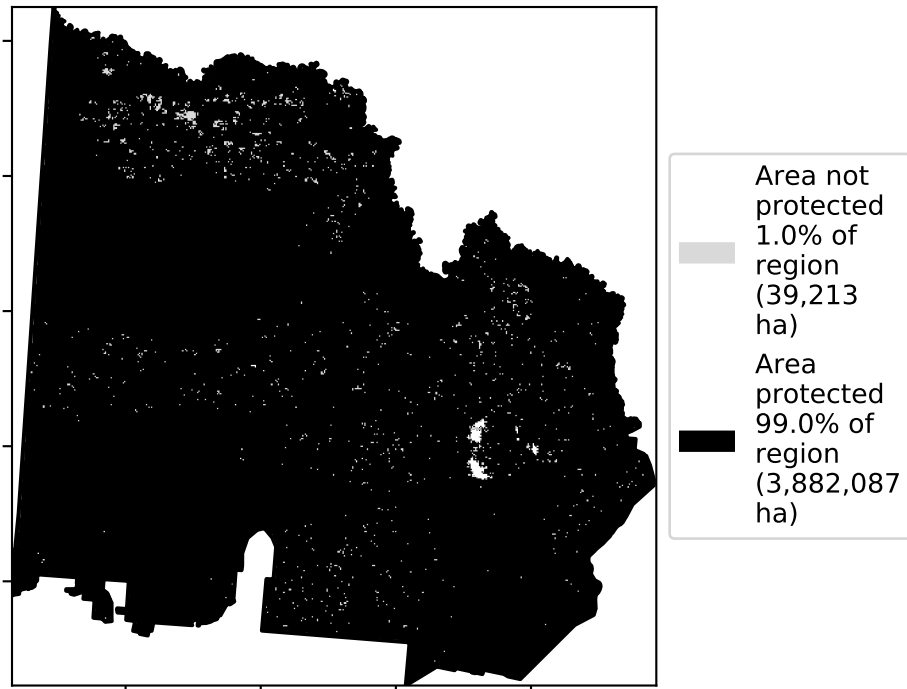 Area not
protected
1.0% of
region
(39,213
ha)
Area
protected
99.0% of
region
(3,882,087
ha)